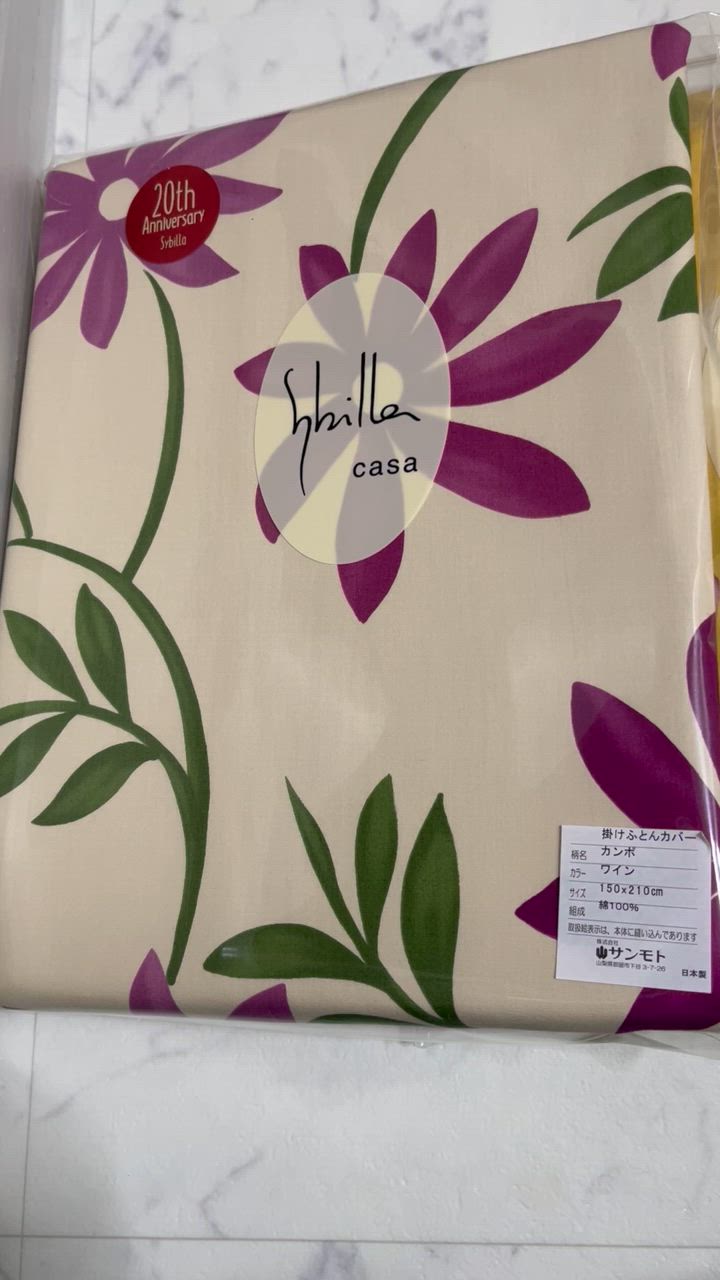 20th
Anniversary
Sybilla
Sybilla
casa
掛けふとんカバー
柄名 カンポ
カラー ワイン
サイズ 150x210cm
組成 綿100%
取扱絵表示は、本体に縫い込んであります
株式会社
サンモト
日本製